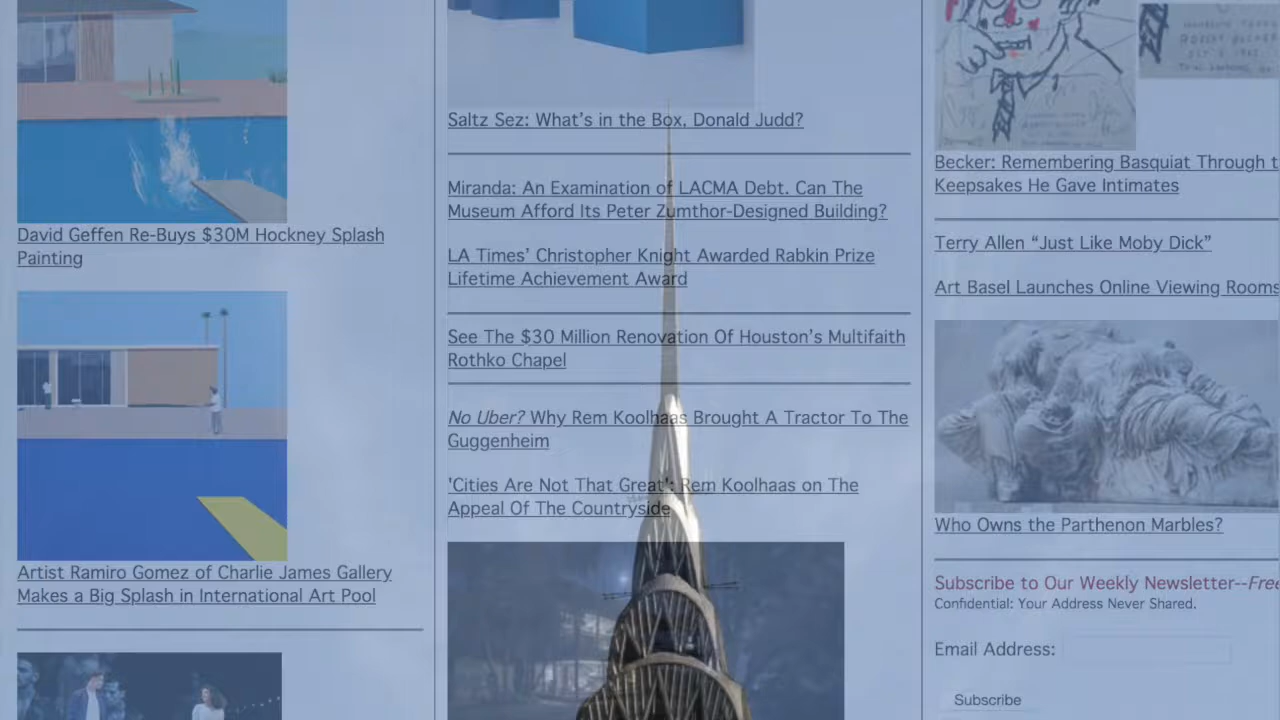 David Geffen Re-Buys $30M Hockney Splash
Painting
Artist Ramiro Gomez of Charlie James Gallery
Makes a Big Splash in International Art Pool
Saltz Sez: What's in the Box, Donald Judd?
Miranda: An Examination of LACMA Debt. Can The
Museum Afford Its Peter Zumthor-Designed Building?
LA Times' Christopher Knight Awarded Rabkin Prize
Lifetime Achievement Award
See The $30 Million Renovation Of Houston's Multifaith
Rothko Chapel
No Uber? Why Rem Koolhaas Brought A Tractor To The
Guggenheim
'Cities Are Not That Great': Rem Koolhaas on The
Appeal Of The Countryside
Becker: Remembering Basquiat Through t
Keepsakes He Gave Intimates
Terry Allen “Just Like Moby Dick”
Art Basel Launches Online Viewing Rooms
Who Owns the Parthenon Marbles?
Subscribe to Our Weekly Newsletter--Free
Confidential: Your Address Never Shared.
Email Address:
Subscribe